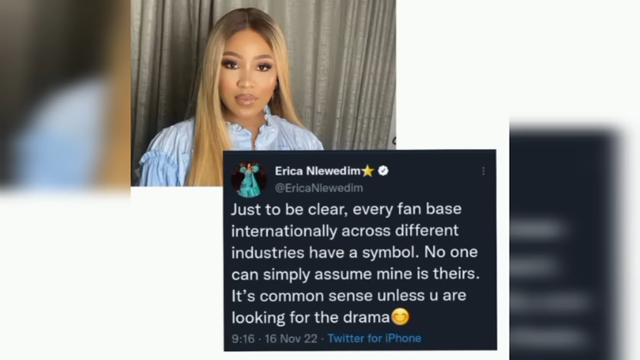 Erica Nlewedim⭐
@EricaNlewedim
Just to be clear, every fan base
internationally across different
industries have a symbol. No one
can simply assume mine is theirs.
It's common sense unless u are
looking for the drama😊
9:16 · 16 Nov 22 · Twitter for iPhone